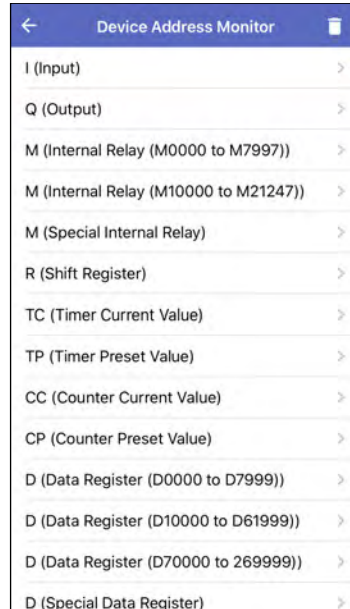 Device Address Monitor
I (Input)
Q (Output)
M (Internal Relay (M0000 to M7997))
M (Internal Relay (M10000 to M21247))
M (Special Internal Relay)
R (Shift Register)
TC (Timer Current Value)
TP (Timer Preset Value)
CC (Counter Current Value)
CP (Counter Preset Value)
D (Data Register (D0000 to D7999))
D (Data Register (D10000 to D61999))
D (Data Register (D70000 to 269999))
D (Special Data Register)